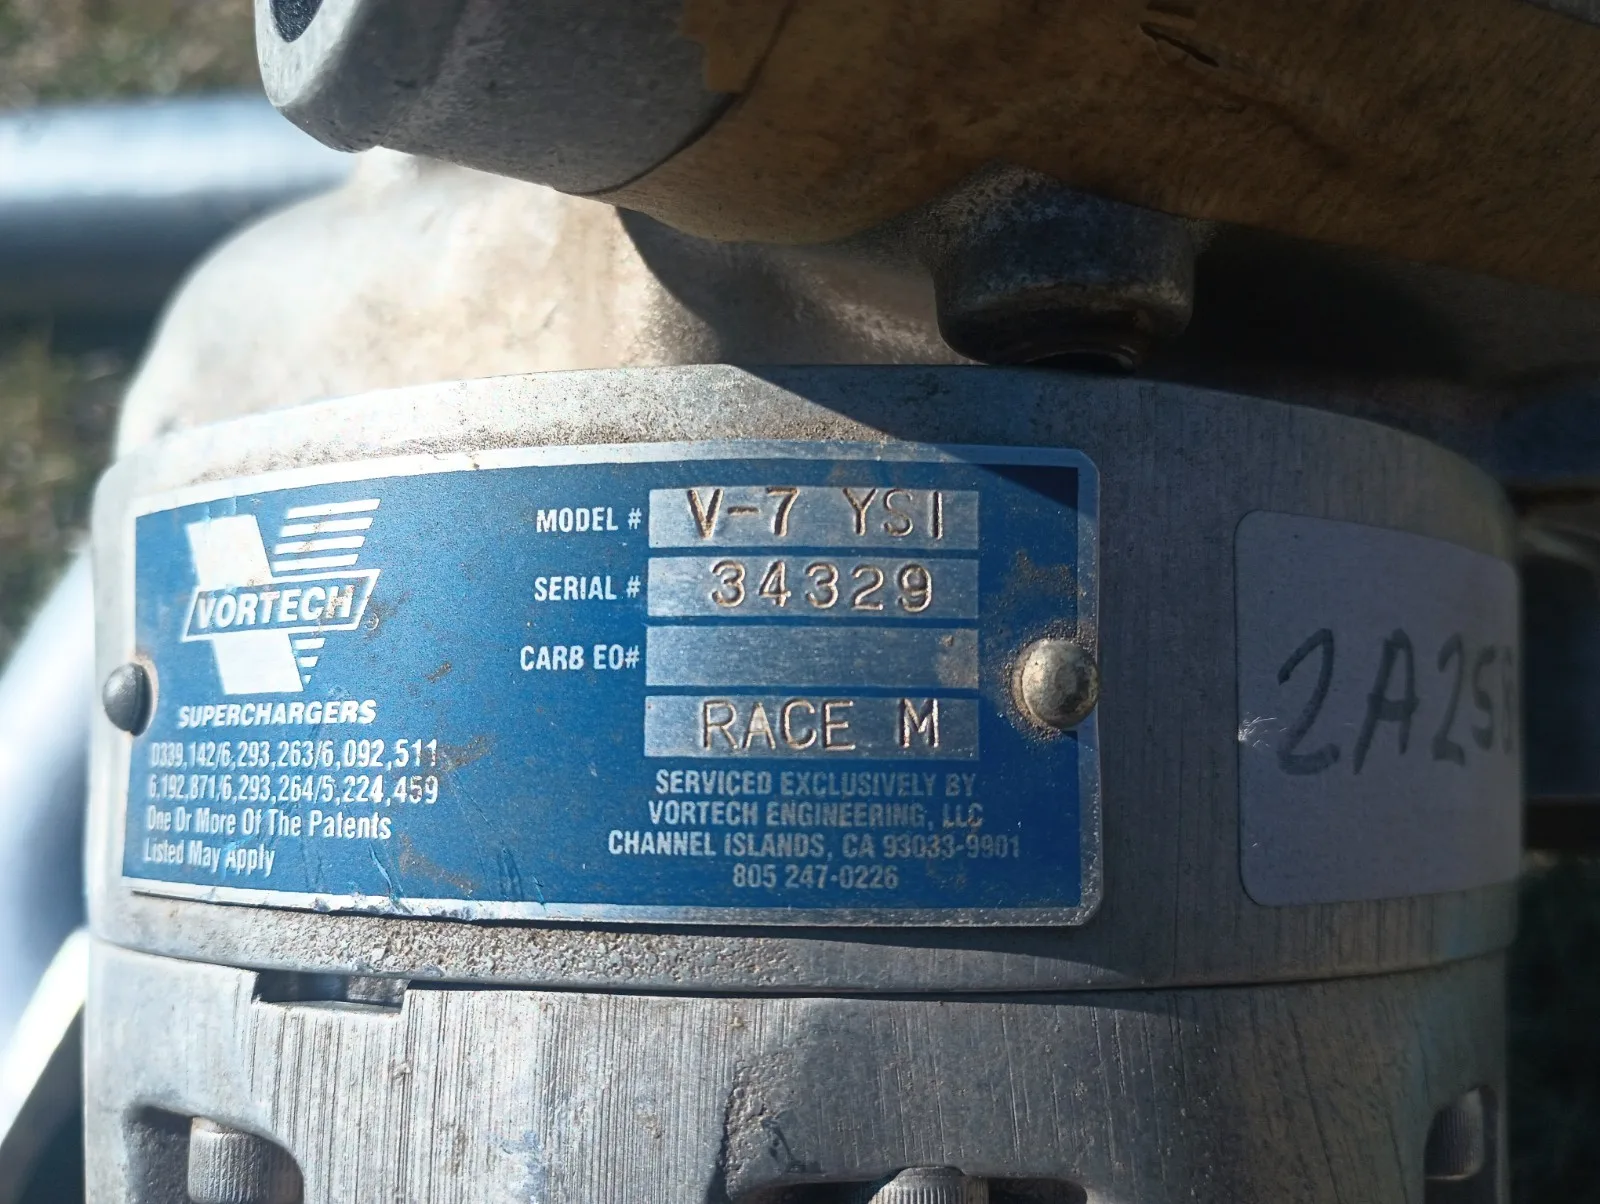 MODEL # V-7 YSI
SERIAL # 34329
CARB EO#
RACE M
VORTECH®
SUPERCHARGERS
D339,142/6,293,263/6,092,511
6,192,871/6,293,264/5,224,459
One Or More Of The Patents
Listed May Apply
SERVICED EXCLUSIVELY BY
VORTECH ENGINEERING, LLC
CHANNEL ISLANDS, CA 93033-9901
805 247-0226